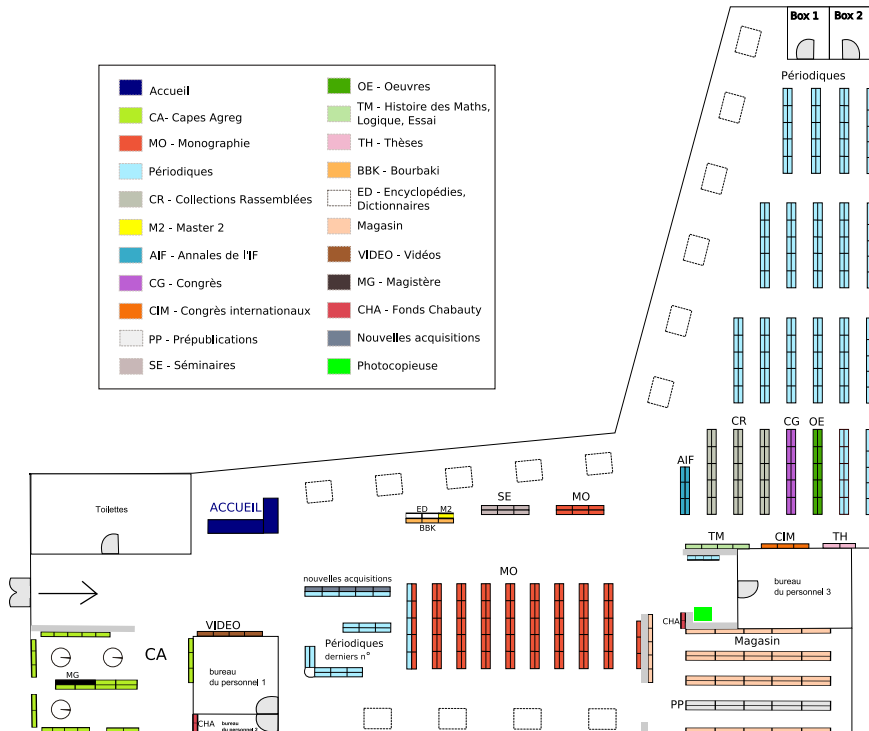 Box 1
Box 2
Périodiques
Accueil
CA- Capes Agreg
MO - Monographie
Périodiques
CR - Collections Rassemblées
M2 - Master 2
AIF - Annales de l'IF
CG - Congrès
CIM - Congrès internationaux
PP - Prépublications
SE - Séminaires
OE - Oeuvres
TM - Histoire des Maths,
Logique, Essai
TH - Thèses
BBK - Bourbaki
ED - Encyclopédies,
Dictionnaires
Magasin
VIDEO - Vidéos
MG - Magistère
CHA - Fonds Chabauty
Nouvelles acquisitions
Photocopieuse
CR
CG
OE
AIF
Toilettes
ACCUEIL
ED
M2
BBK
SE
MO
TM
CIM
TH
nouvelles acquisitions
MO
bureau
du personnel 3
CHA
Magasin
VIDEO
CA
Périodiques
derniers n°
bureau
du personnel 1
MG
PP
CHA
bureau
du personnel 2